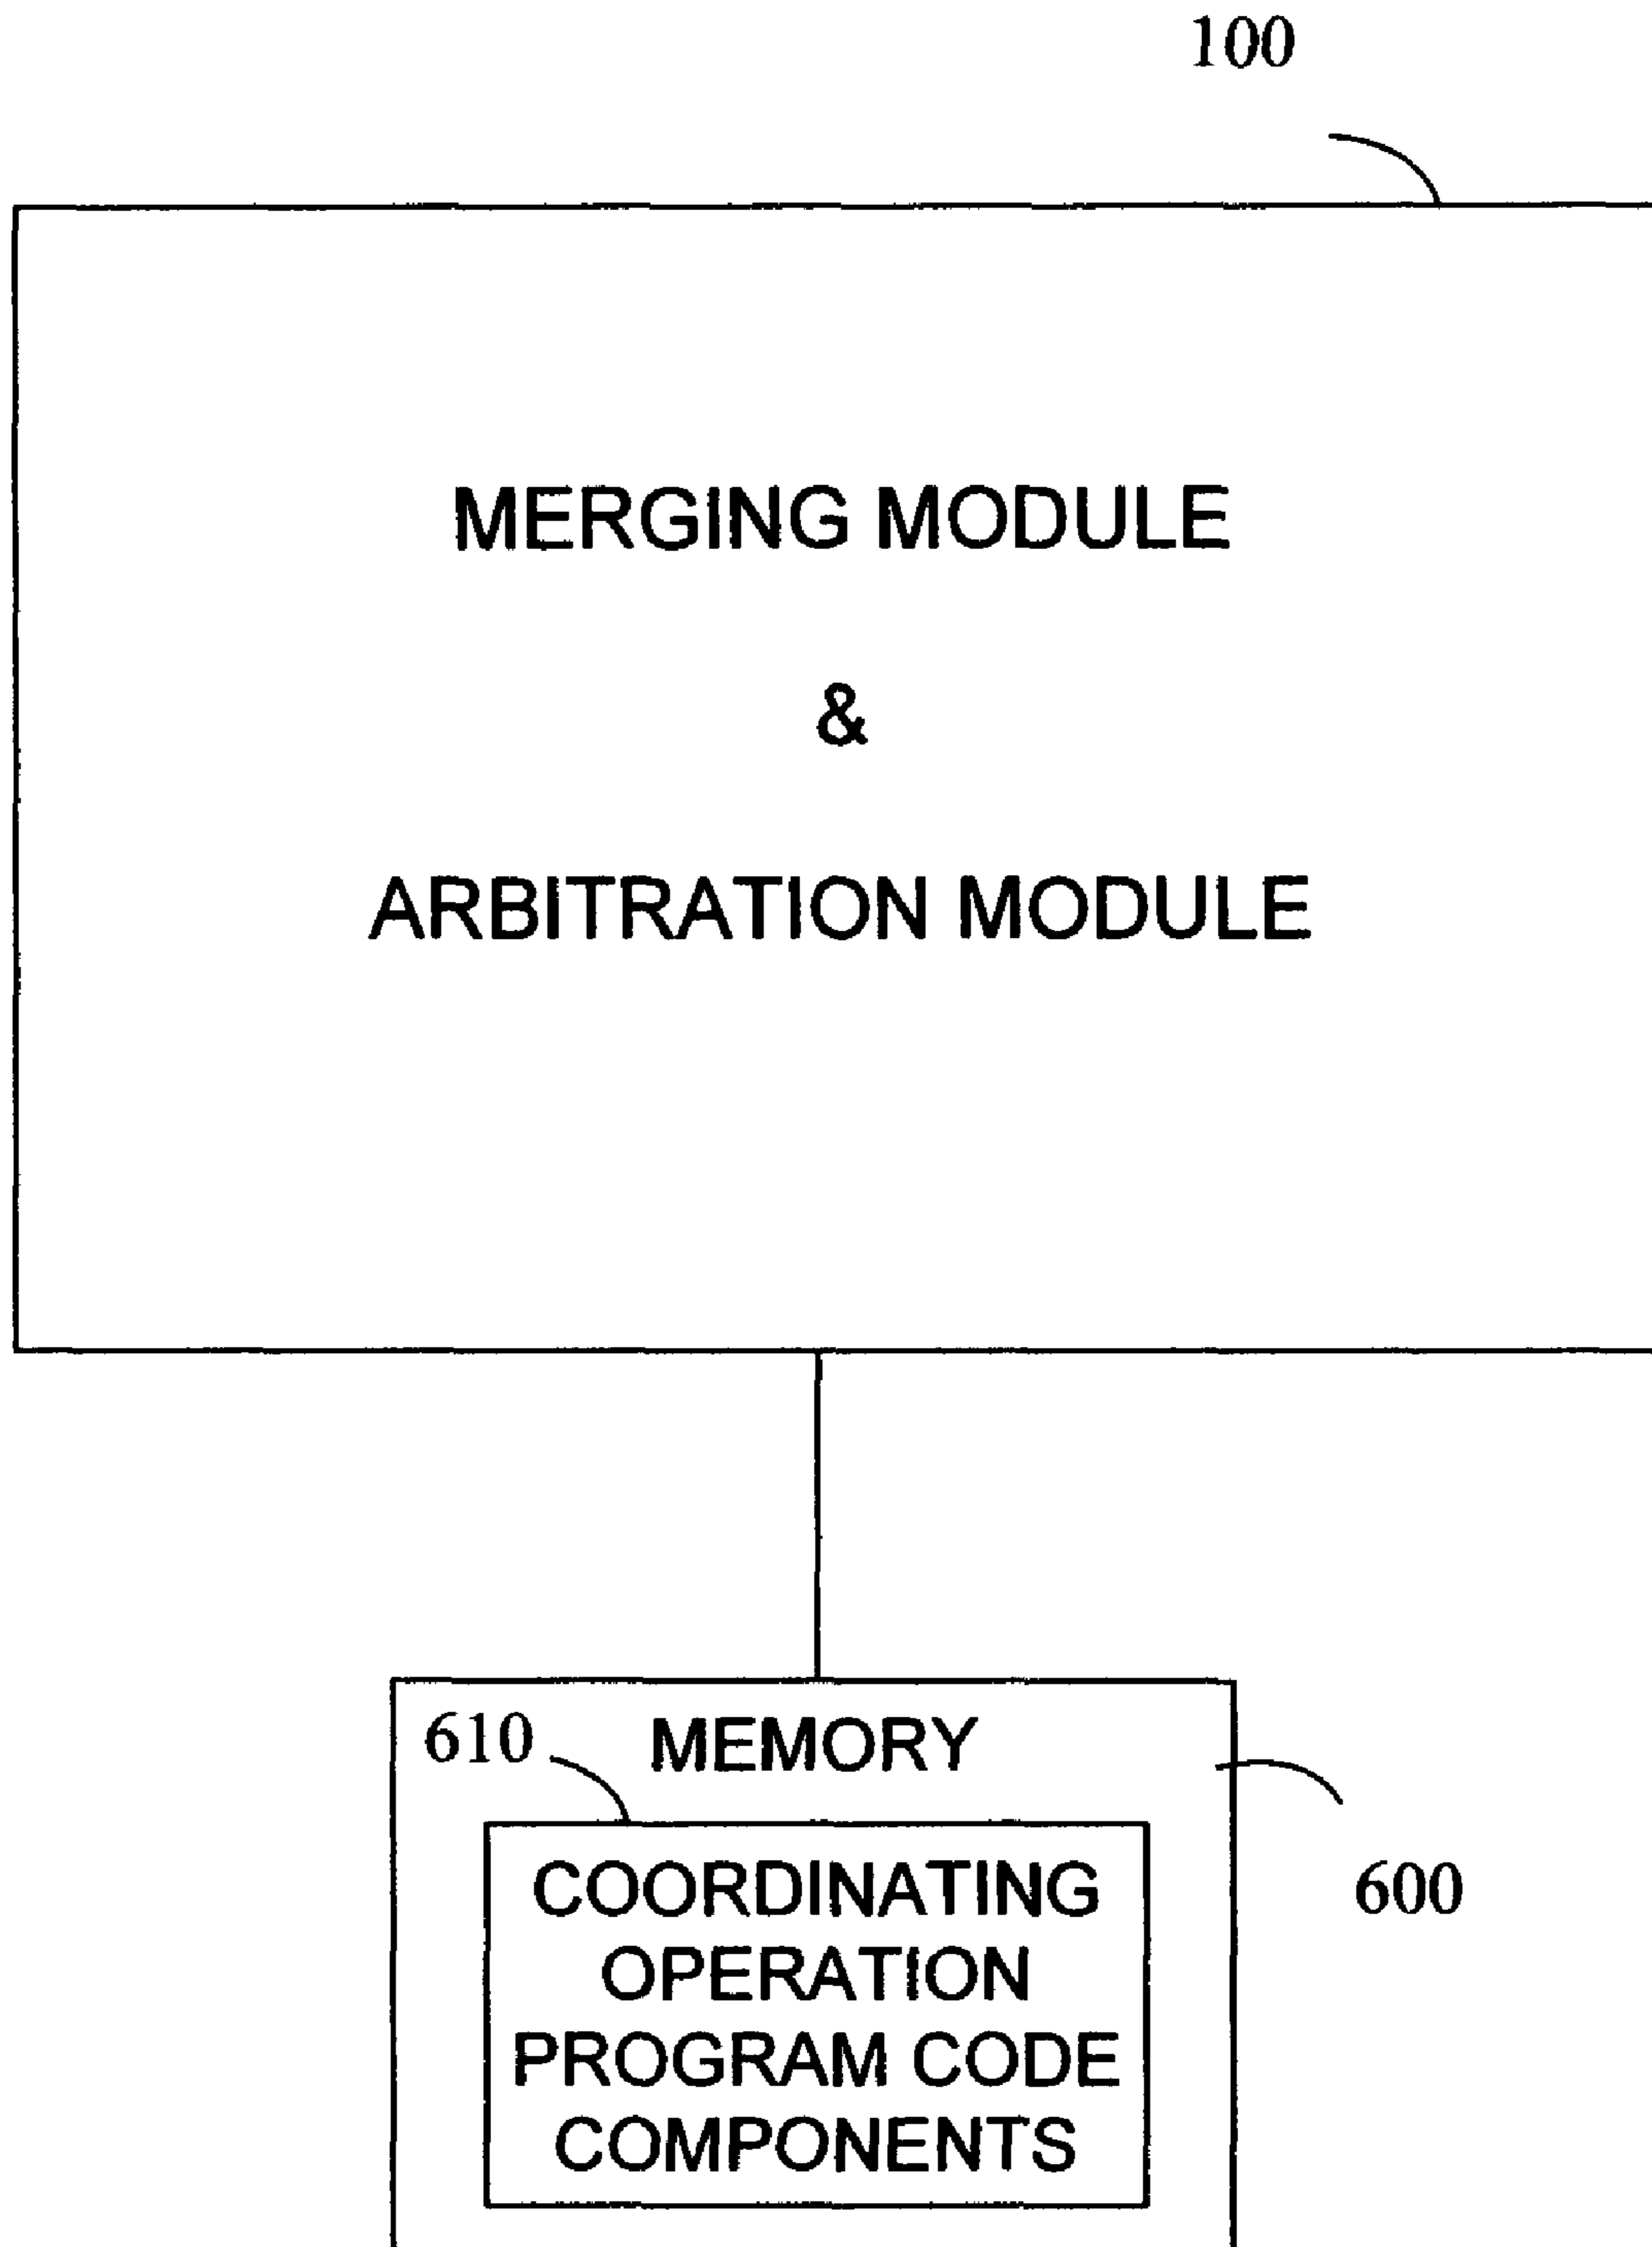 100
MERGING MODULE
&
ARBITRATION MODULE
610
MEMORY
COORDINATING
OPERATION
PROGRAM CODE
COMPONENTS
600